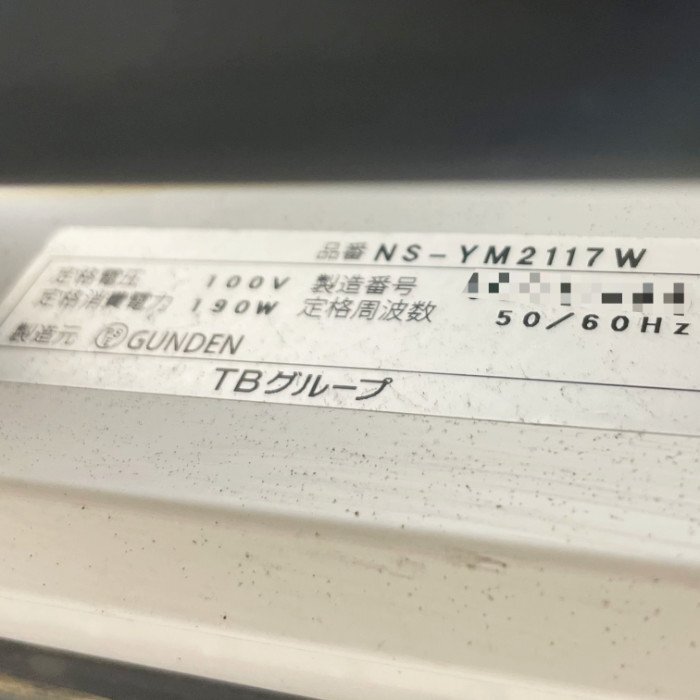 品番 NS-YM2117W
定格電圧 100V 製造番号
定格消費電力 190W 定格周波数 50/60Hz
製造元 GUNDEN
TBグループ